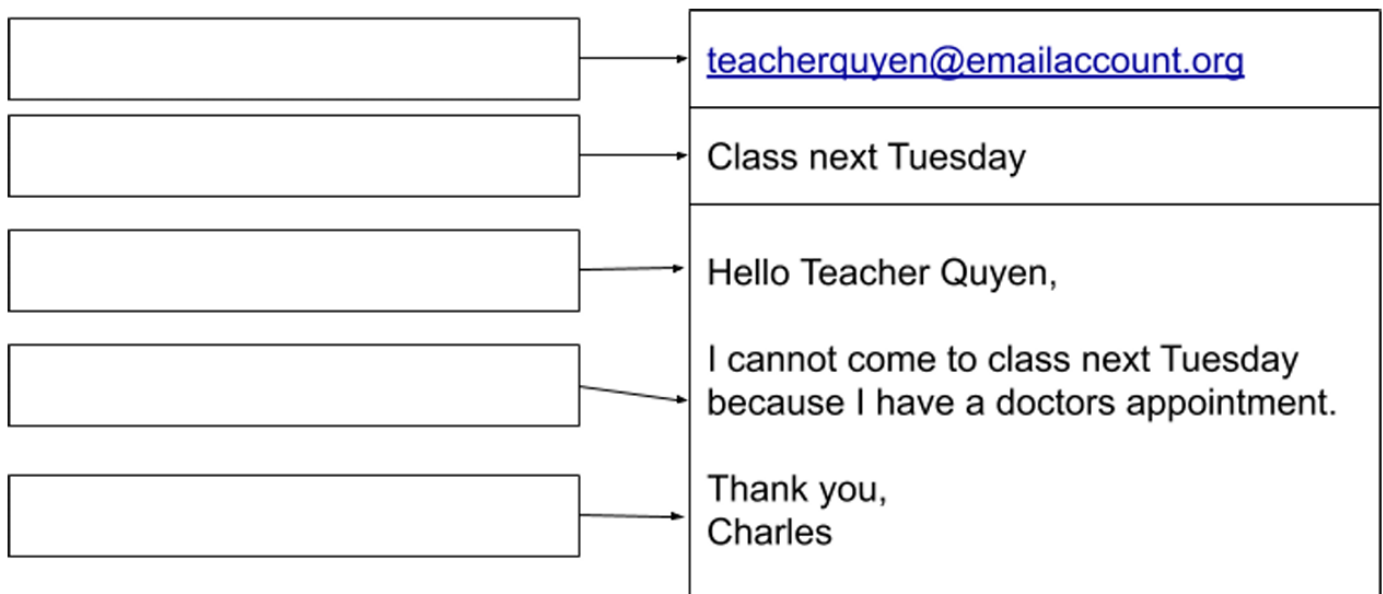 teacherquyen@emailaccount.org
Class next Tuesday
Hello Teacher Quyen,
I cannot come to class next Tuesday
because I have a doctors appointment.
Thank you,
Charles